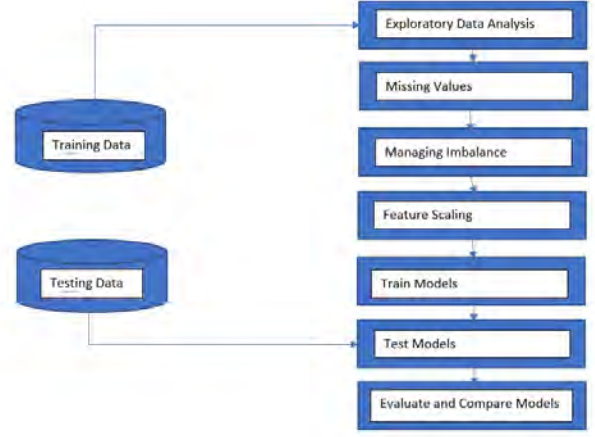 Exploratory Data Analysis
Missing Values
Training Data
Managing Imbalance
Feature Scaling
Testing Data
Train Models
Test Models
Evaluate and Compare Models